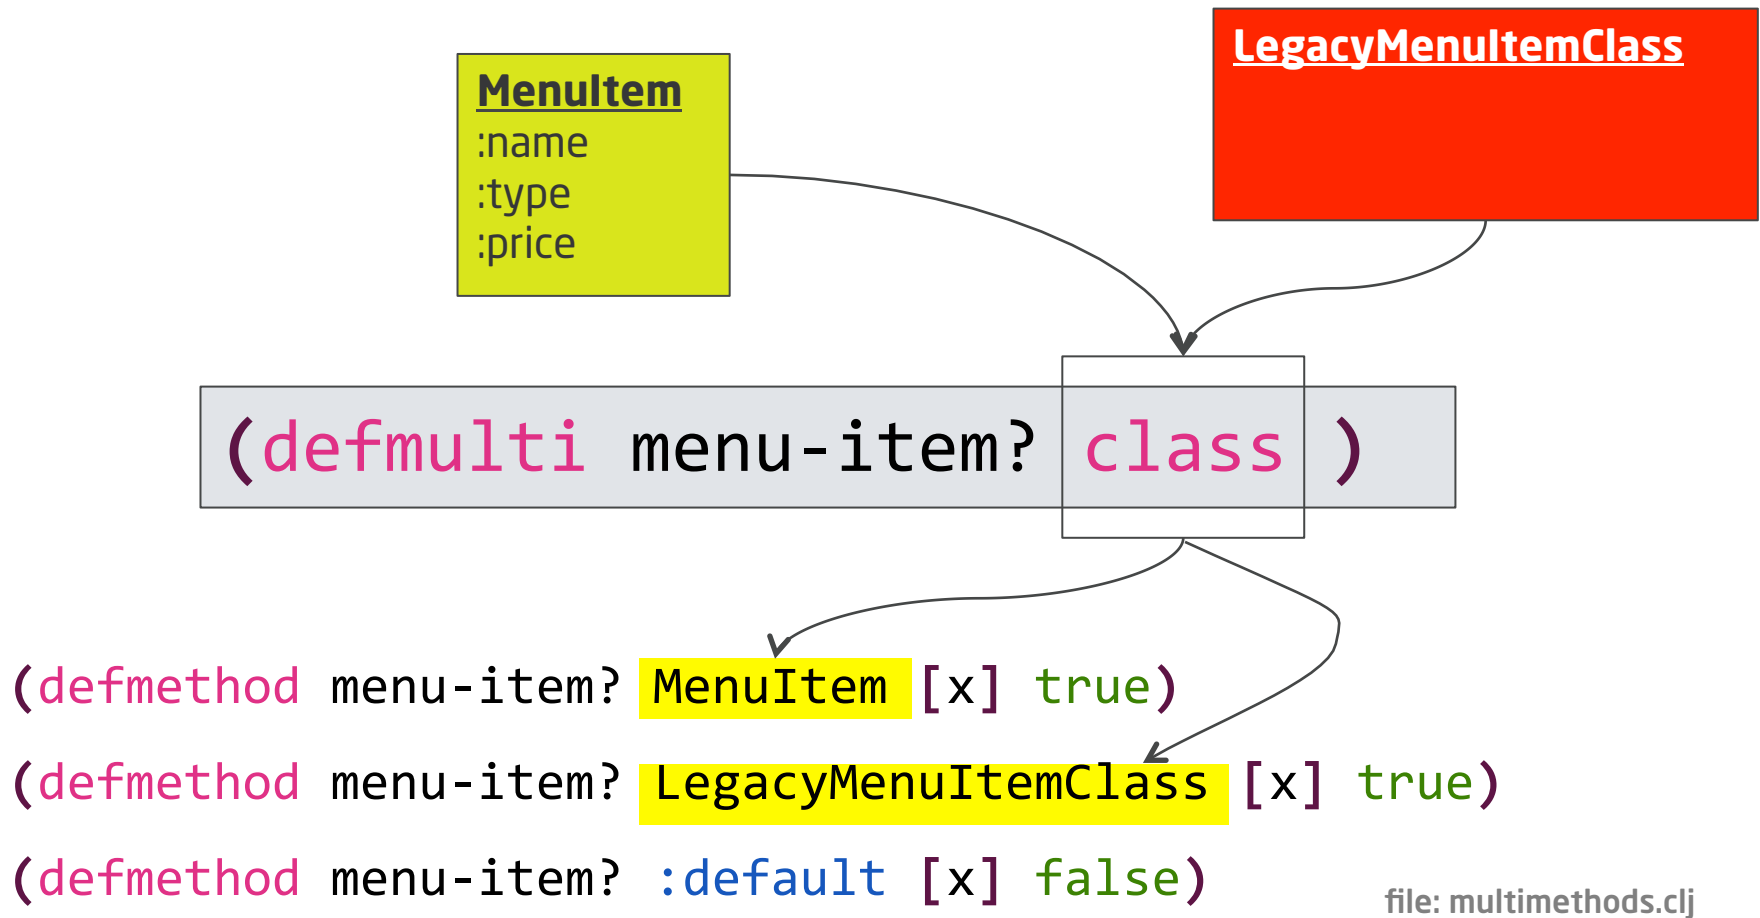 LegacyMenuItemClass
MenuItem
:name
:type
:price
(defmulti menu-item? class )
(defmethod menu-item? MenuItem [x] true)
(defmethod menu-item? LegacyMenuItemClass [x] true)
(defmethod menu-item? :default [x] false)
file: multimethods.clj